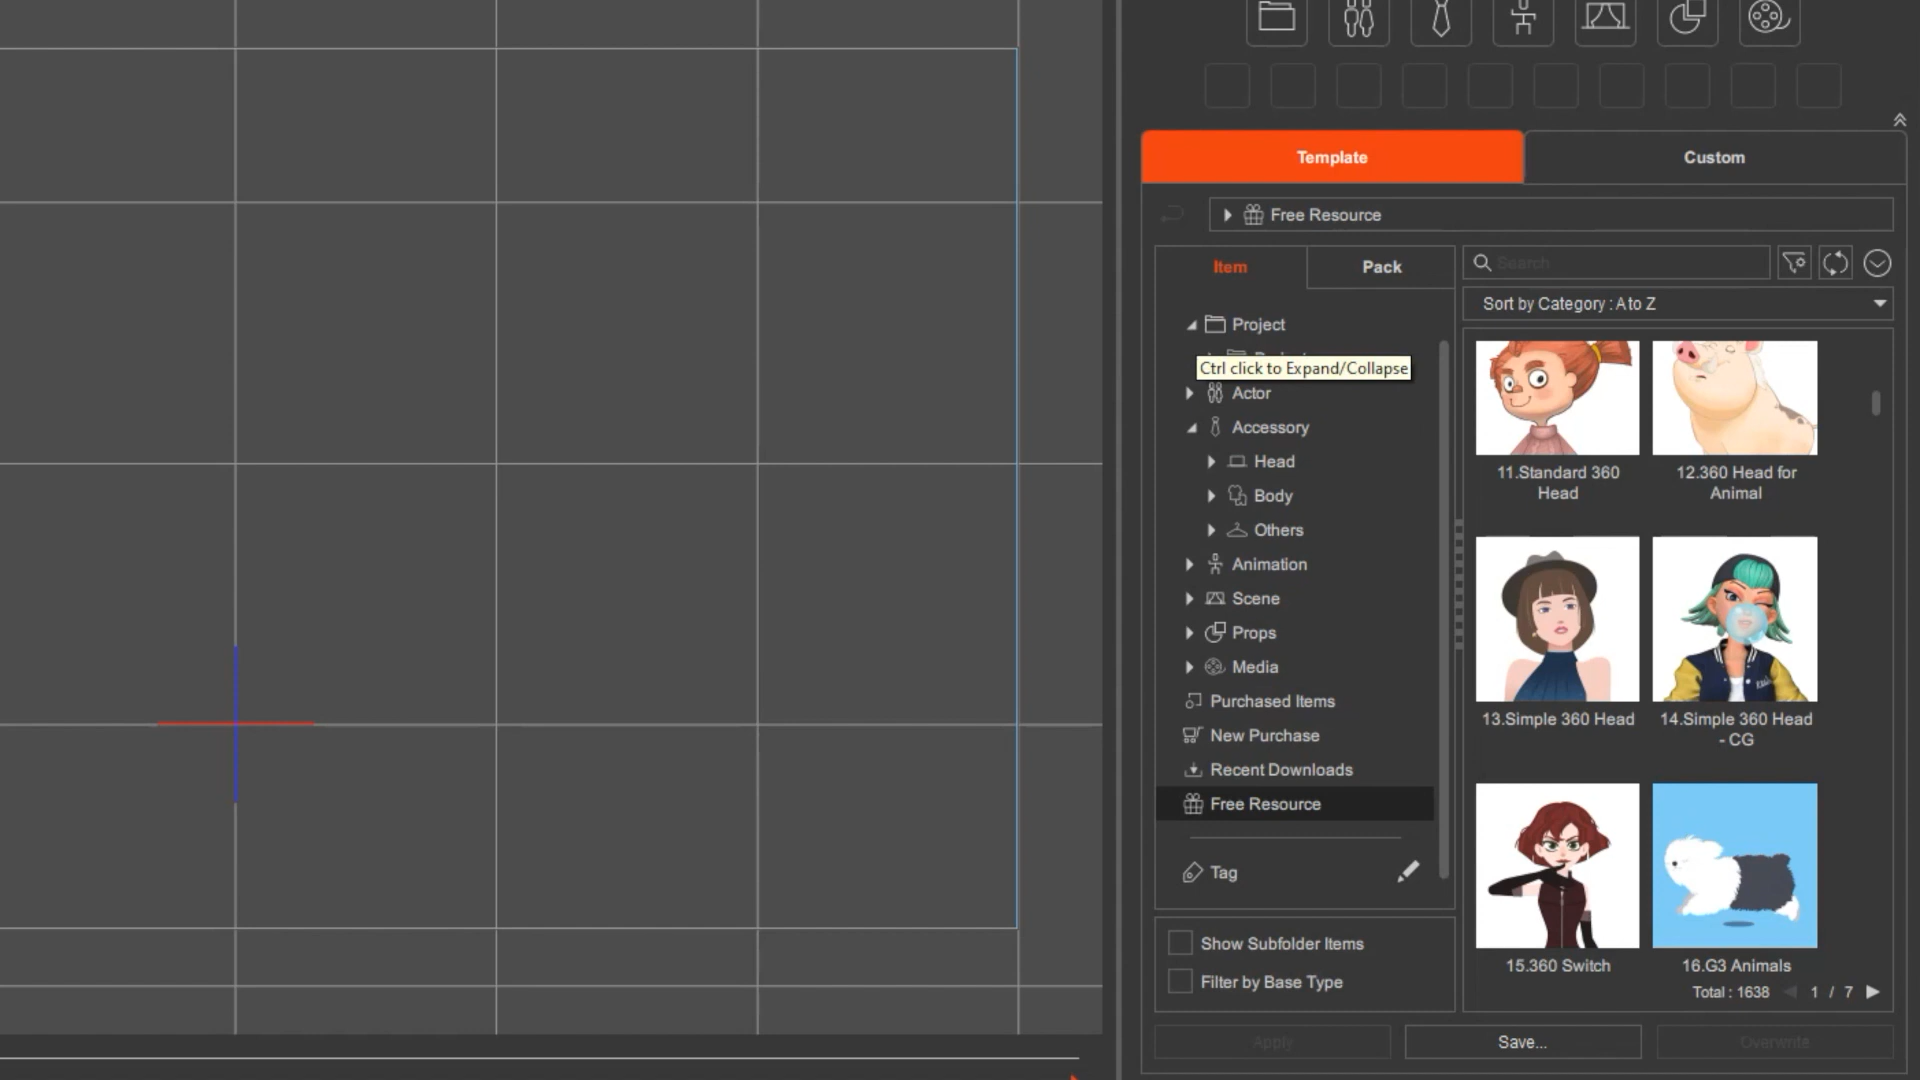 Template
Custom
Free Resource
Item
Pack
Search
Sort by Category : A to Z
Project
Ctrl click to Expand/Collapse
Actor
Accessory
Head
Body
Others
Animation
Scene
Props
Media
Purchased Items
New Purchase
Recent Downloads
Free Resource
Tag
Show Subfolder Items
Filter by Base Type
11.Standard 360
Head
12.360 Head for
Animal
13.Simple 360 Head
14.Simple 360 Head
- CG
15.360 Switch
16.G3 Animals
Total : 1638
1 / 7
Apply
Save...
Overwrite